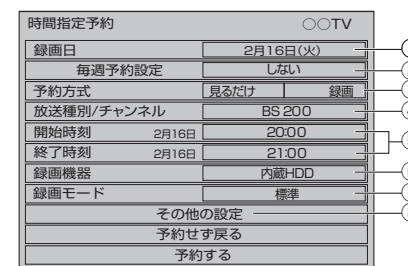 時間指定予約 ○○TV
録画日 2月16日(火)
毎週予約設定 しない
予約方式 見るだけ 録画
放送種別/チャンネル BS 200
開始時刻 2月16日 20:00
終了時刻 2月16日 21:00
録画機器 内蔵HDD
録画モード 標準
その他の設定
予約せず戻る
予約する